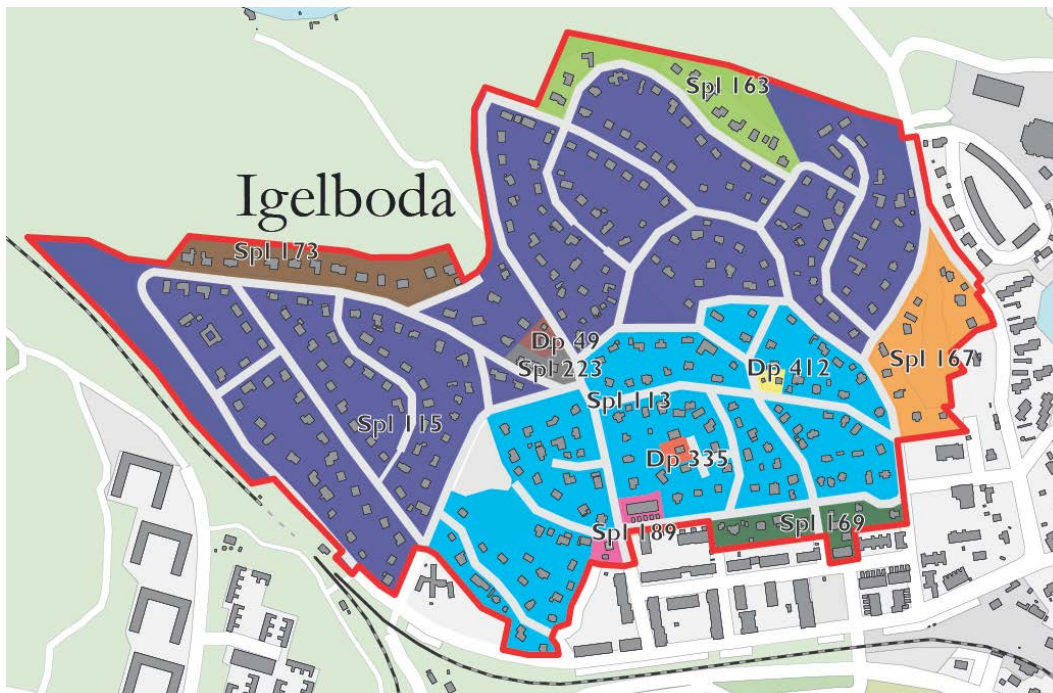 Spl 163
Igelboda
Spl 173
Dp 49
Spl 223
Spl 167
Dp 412
Spl 113
Spl 115
Dp 335
Spl 189
Spl 169